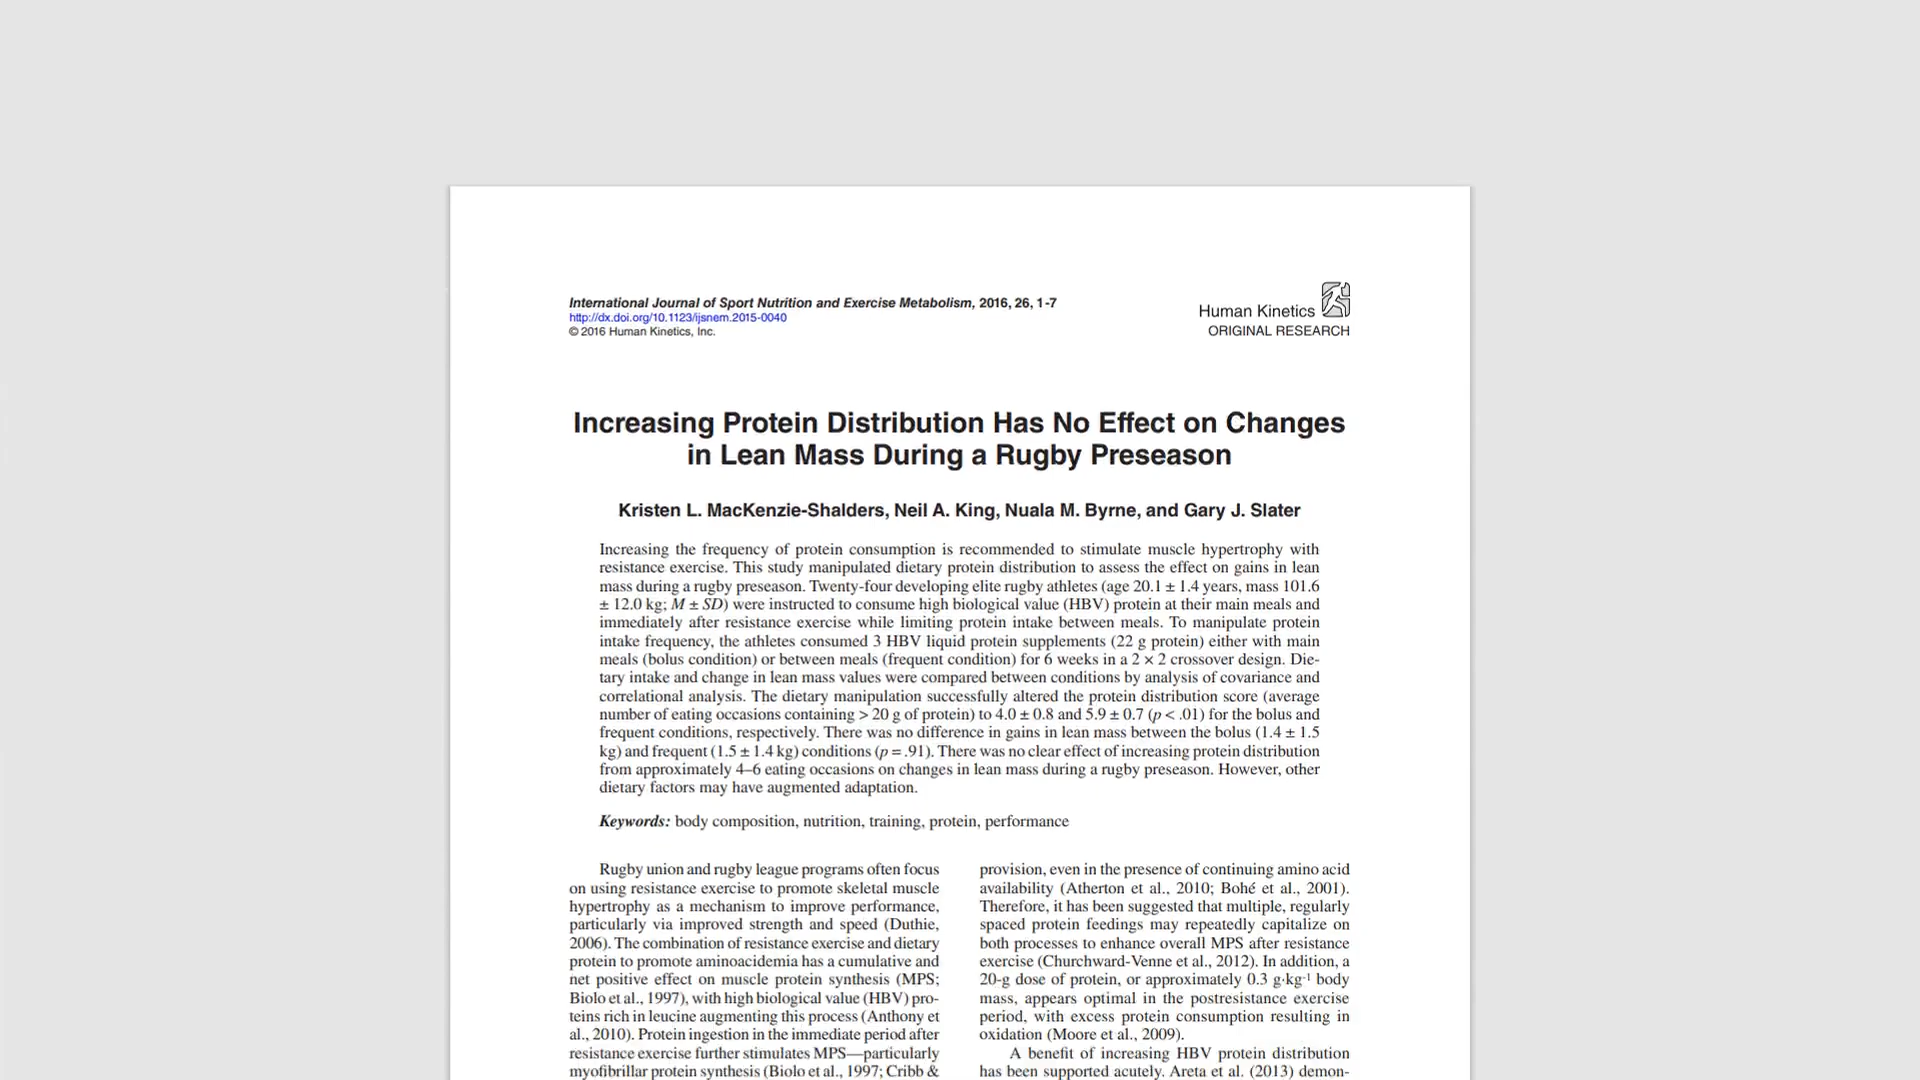 International Journal of Sport Nutrition and Exercise Metabolism, 2016, 26, 1-7
http://dx.doi.org/10.1123/ijsnem.2015-0040
© 2016 Human Kinetics, Inc.
Human Kinetics
ORIGINAL RESEARCH
Increasing Protein Distribution Has No Effect on Changes
in Lean Mass During a Rugby Preseason
Kristen L. MacKenzie-Shalders, Neil A. King, Nuala M. Byrne, and Gary J. Slater
Increasing the frequency of protein consumption is recommended to stimulate muscle hypertrophy with
resistance exercise. This study manipulated dietary protein distribution to assess the effect on gains in lean
mass during a rugby preseason. Twenty-four developing elite rugby athletes (age 20.1 ± 1.4 years, mass 101.6
± 12.0 kg; M ± SD) were instructed to consume high biological value (HBV) protein at their main meals and
immediately after resistance exercise while limiting protein intake between meals. To manipulate protein
intake frequency, the athletes consumed 3 HBV liquid protein supplements (22 g protein) either with main
meals (bolus condition) or between meals (frequent condition) for 6 weeks in a 2 × 2 crossover design. Die-
tary intake and change in lean mass values were compared between conditions by analysis of covariance and
correlational analysis. The dietary manipulation successfully altered the protein distribution score (average
number of eating occasions containing > 20 g of protein) to 4.0 ± 0.8 and 5.9 ± 0.7 (p < .01) for the bolus and
frequent conditions, respectively. There was no difference in gains in lean mass between the bolus (1.4 ± 1.5
kg) and frequent (1.5 ± 1.4 kg) conditions (p = .91). There was no clear effect of increasing protein distribution
from approximately 4–6 eating occasions on changes in lean mass during a rugby preseason. However, other
dietary factors may have augmented adaptation.
Keywords: body composition, nutrition, training, protein, performance
Rugby union and rugby league programs often focus
on using resistance exercise to promote skeletal muscle
hypertrophy as a mechanism to improve performance,
particularly via improved strength and speed (Duthie,
2006). The combination of resistance exercise and dietary
protein to promote aminoacidemia has a cumulative and
net positive effect on muscle protein synthesis (MPS;
Biolo et al., 1997), with high biological value (HBV) pro-
teins rich in leucine augmenting this process (Anthony et
al., 2010). Protein ingestion in the immediate period after
resistance exercise further stimulates MPS—particularly
myofibrillar protein synthesis (Biolo et al., 1997; Cribb &
provision, even in the presence of continuing amino acid
availability (Atherton et al., 2010; Bohé et al., 2001).
Therefore, it has been suggested that multiple, regularly
spaced protein feedings may repeatedly capitalize on
both processes to enhance overall MPS after resistance
exercise (Churchward-Venne et al., 2012). In addition, a
20-g dose of protein, or approximately 0.3 g·kg-1 body
mass, appears optimal in the postresistance exercise
period, with excess protein consumption resulting in
oxidation (Moore et al., 2009).
A benefit of increasing HBV protein distribution
has been supported acutely. Areta et al. (2013) demon-